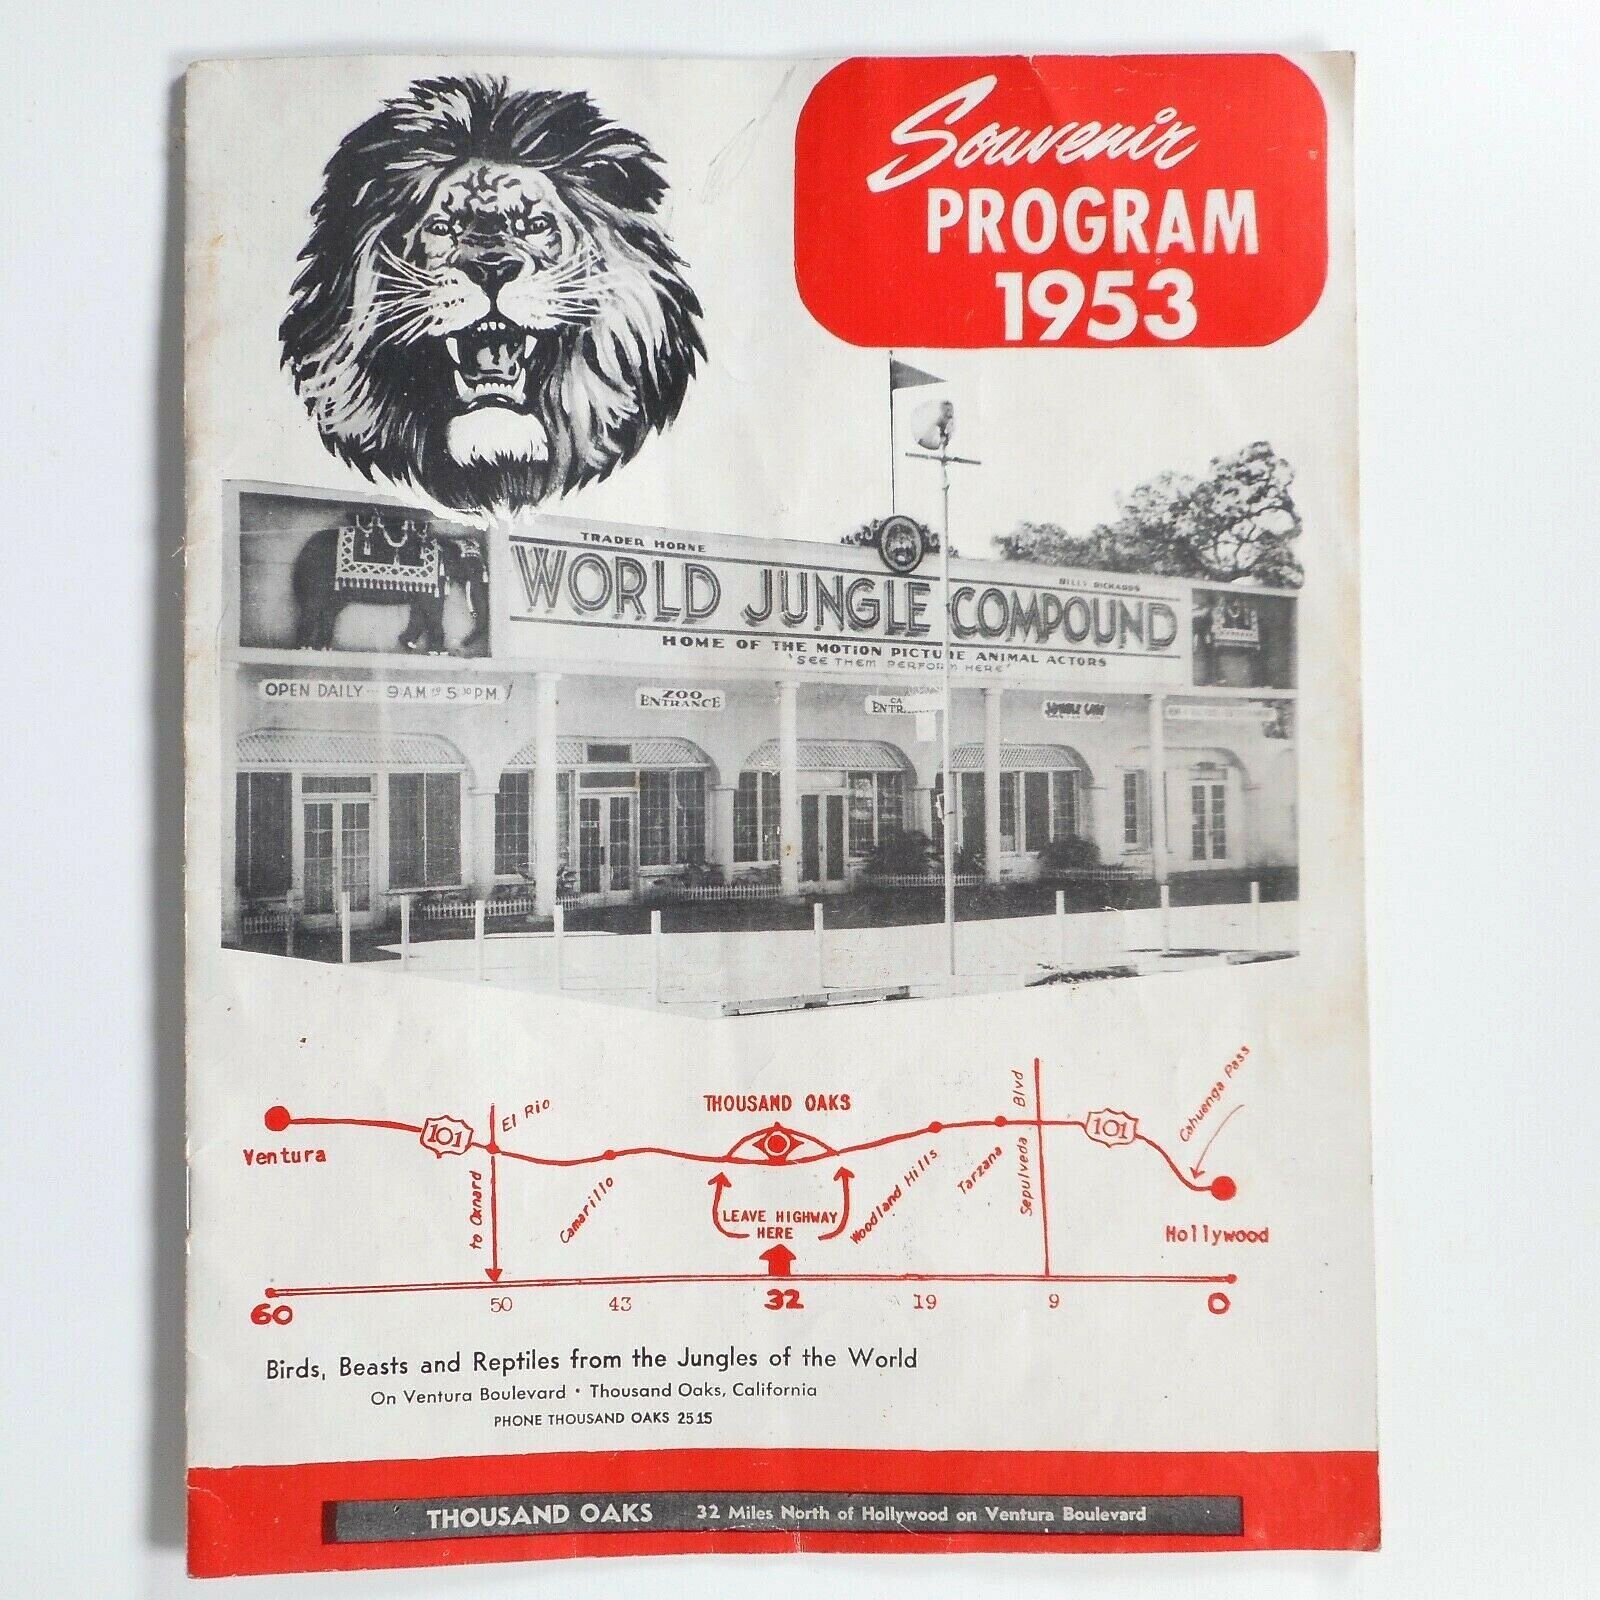 Souvenir
PROGRAM
1953
TRADER HORNE
BILLY RICHARDS
WORLD JUNGLE COMPOUND
HOME OF THE MOTION PICTURE ANIMAL ACTORS
"SEE THEM PERFORM HERE"
OPEN DAILY -- 9 AM TO 5 30 PM.
ZOO
ENTRANCE
ENTR
101
El Rio
THOUSAND OAKS
Blvd
101
Cahuenga Pass
Ventura
to Oxnard
Camarillo
LEAVE HIGHWAY
HERE
Woodland Hills
Tarzana
Sepulveda
Hollywood
60 50 43 32 19 9 0
Birds, Beasts and Reptiles from the Jungles of the World
On Ventura Boulevard • Thousand Oaks, California
PHONE THOUSAND OAKS 2515
THOUSAND OAKS 32 Miles North of Hollywood on Ventura Boulevard